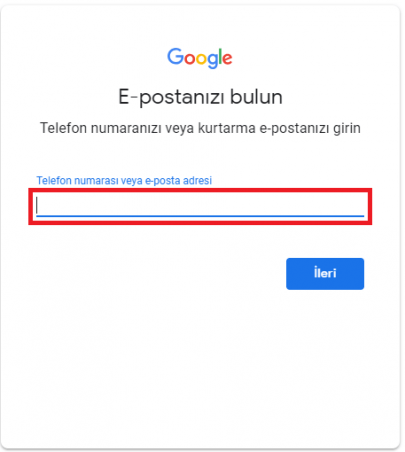 Google
E-postanızı bulun
Telefon numaranızı veya kurtarma e-postanızı girin
Telefon numarası veya e-posta adresi
İleri